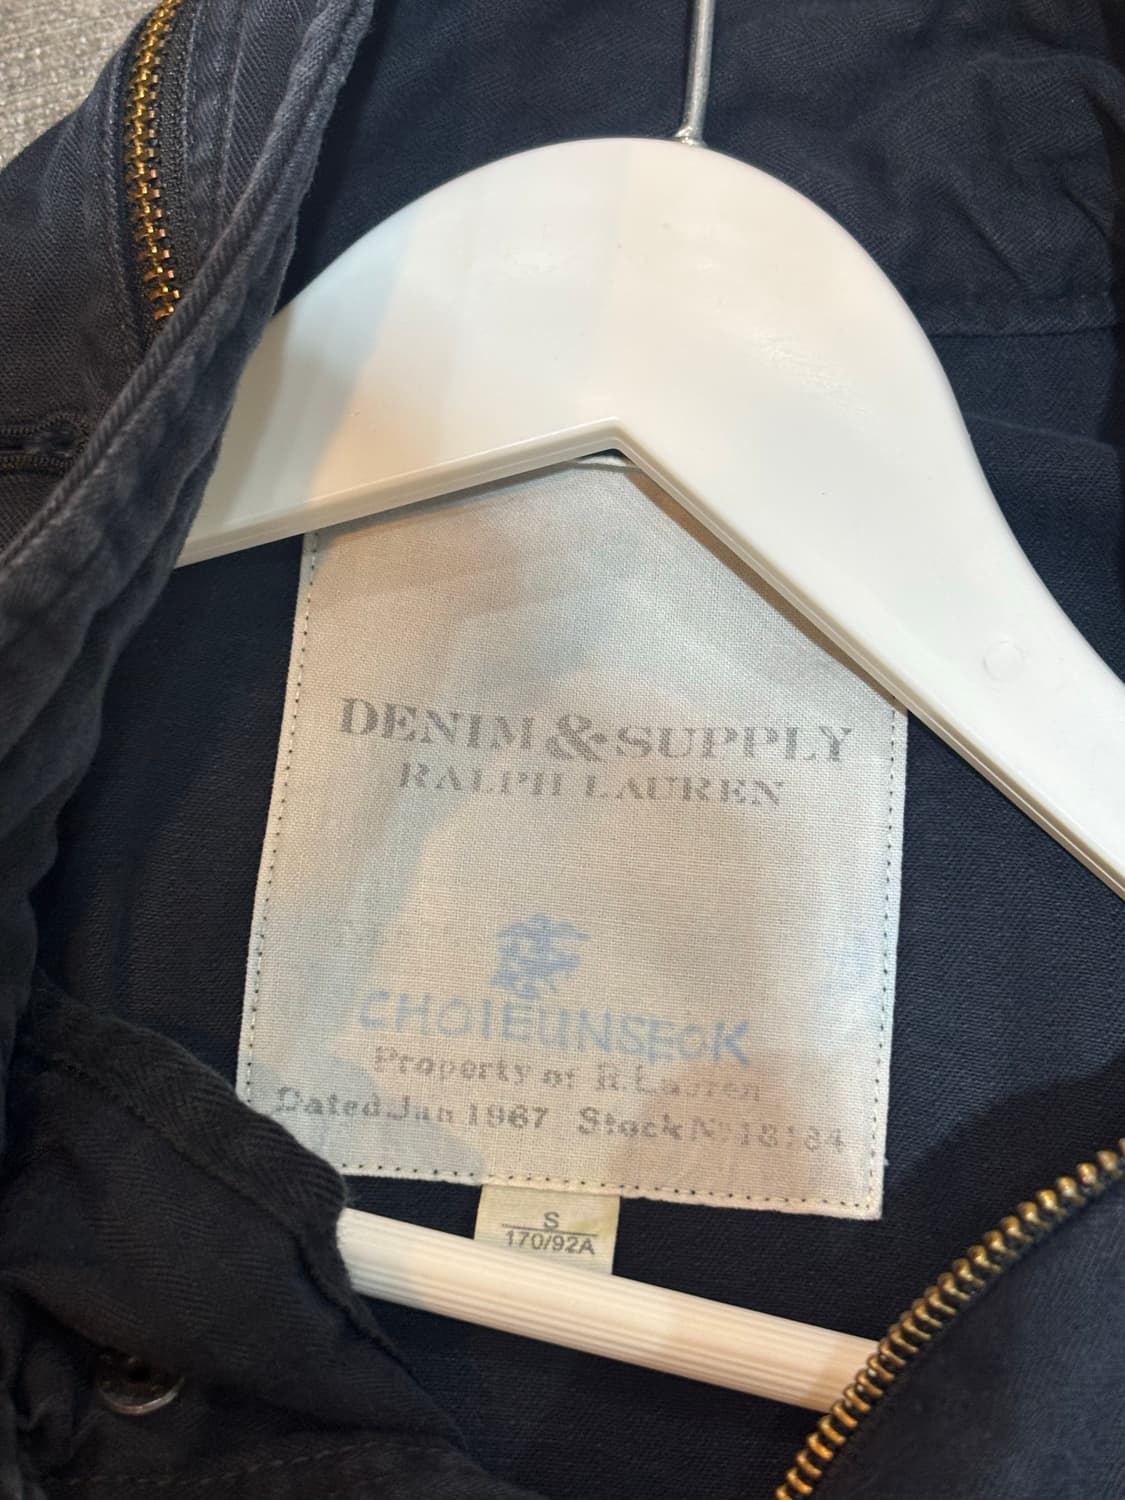 DENIM & SUPPLY
RALPH LAUREN
CHOIEUNSEOK
Property of R.Lauren
Dated Jan 1967 Stock No 18184
S
170/92A